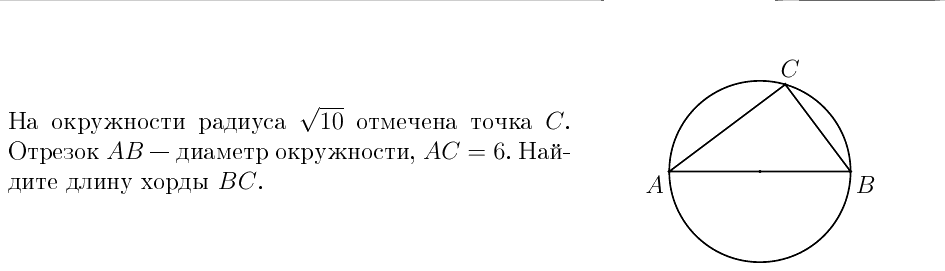 C
На окружности радиуса √10 отмечена точка C.
Отрезок AB — диаметр окружности, AC = 6. Най-
дите длину хорды BC.
A
B